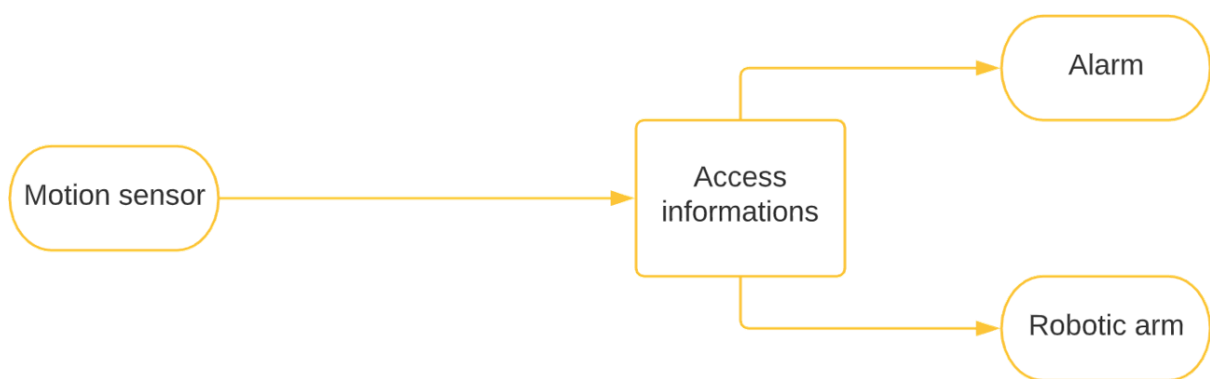 Motion sensor
Access
informations
Alarm
Robotic arm